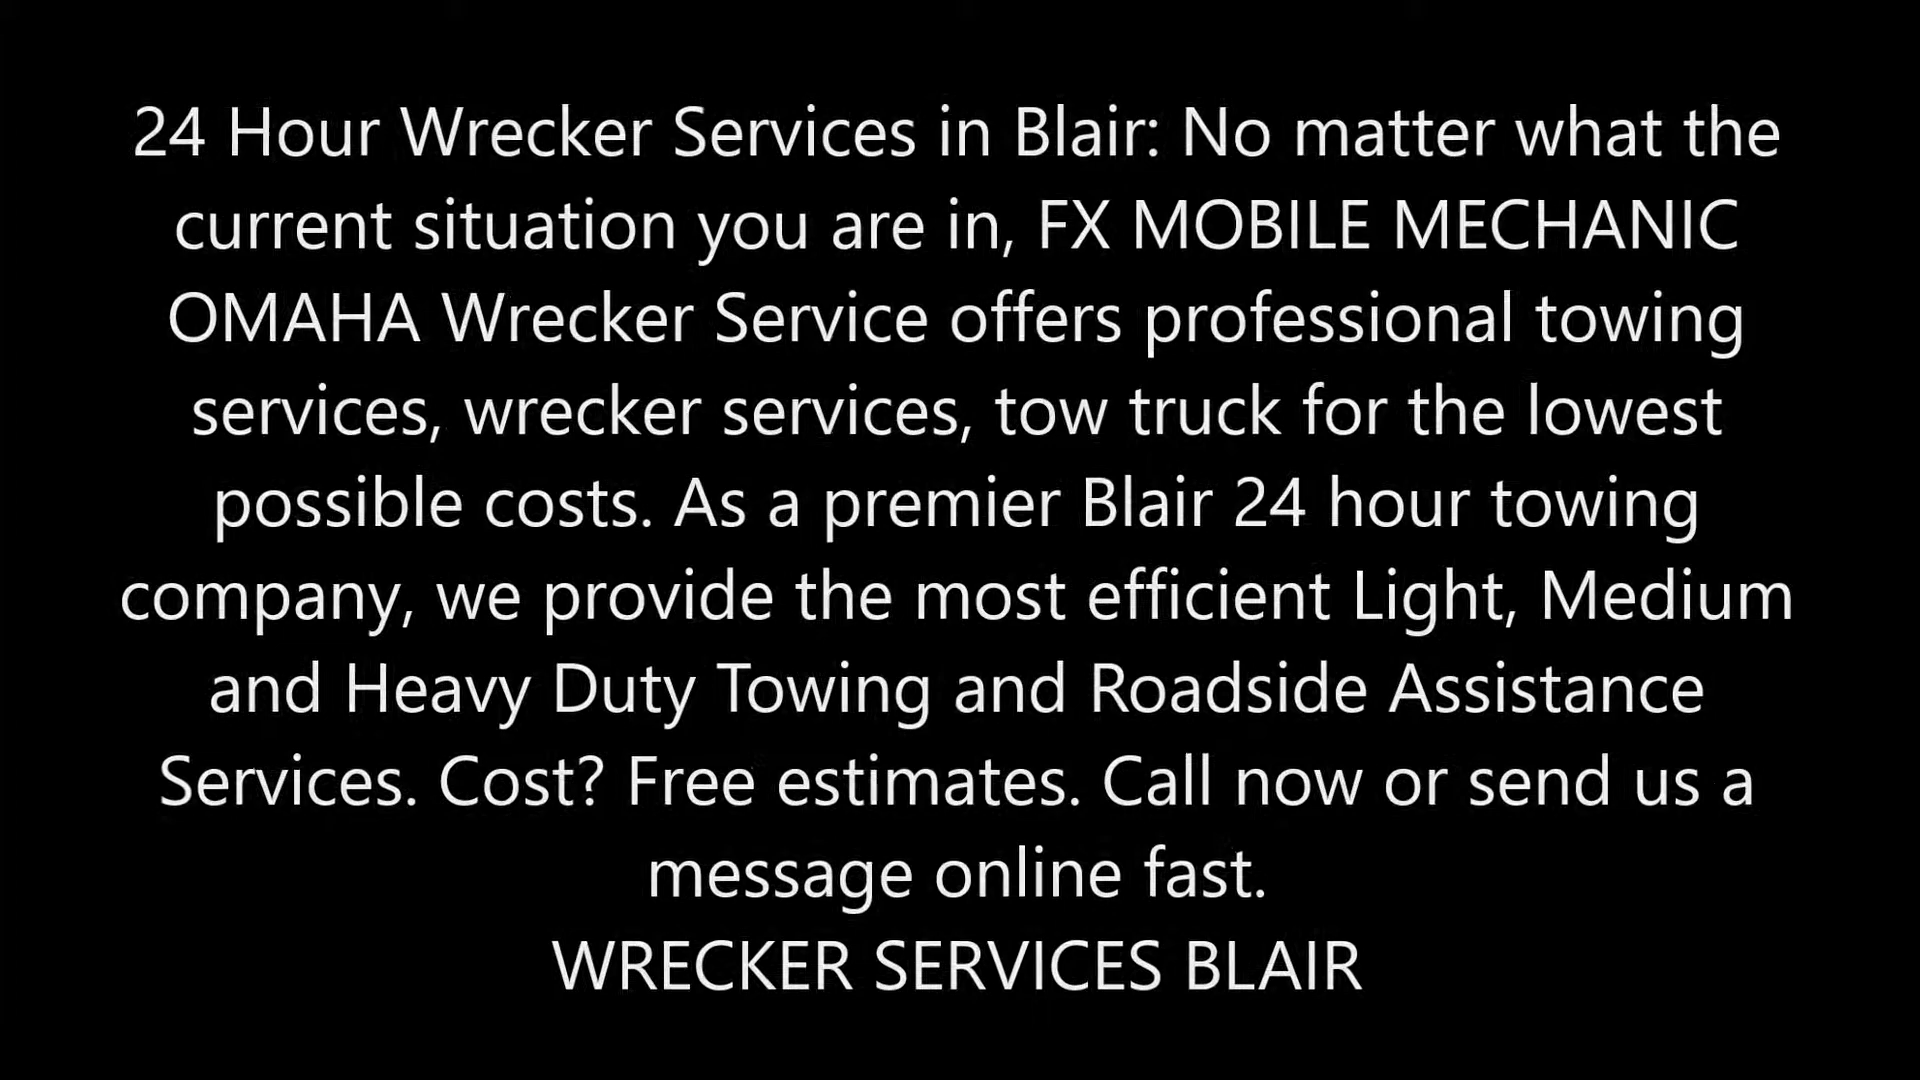 24 Hour Wrecker Services in Blair: No matter what the
current situation you are in, FX MOBILE MECHANIC
OMAHA Wrecker Service offers professional towing
services, wrecker services, tow truck for the lowest
possible costs. As a premier Blair 24 hour towing
company, we provide the most efficient Light, Medium
and Heavy Duty Towing and Roadside Assistance
Services. Cost? Free estimates. Call now or send us a
message online fast.
WRECKER SERVICES BLAIR